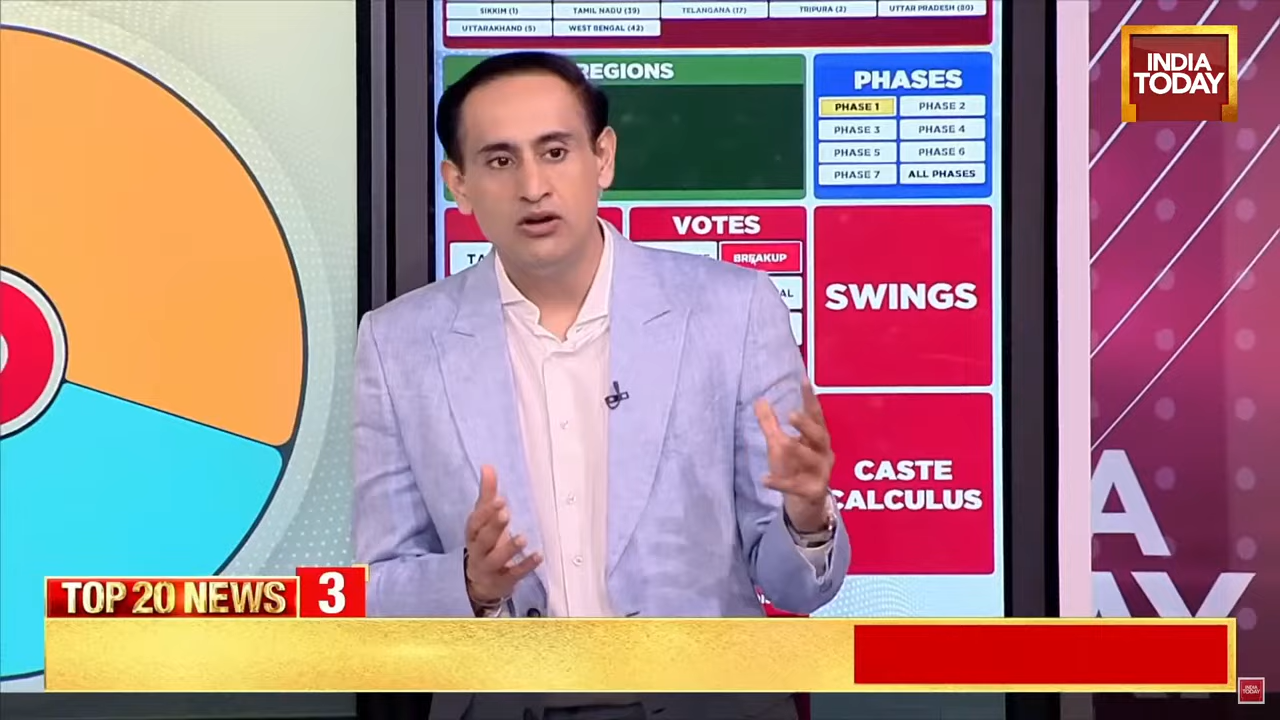 SIKKIM (1)
TAMIL NADU (39)
TELANGANA (17)
TRIPURA (2)
UTTAR PRADESH (80)
UTTARAKHAND (5)
WEST BENGAL (42)
REGIONS
PHASES
PHASE 1
PHASE 2
PHASE 3
PHASE 4
PHASE 5
PHASE 6
PHASE 7
ALL PHASES
VOTES
BREAKUP
SWINGS
CASTE
CALCULUS
INDIA
TODAY
TOP 20 NEWS
3
INDIA
TODAY